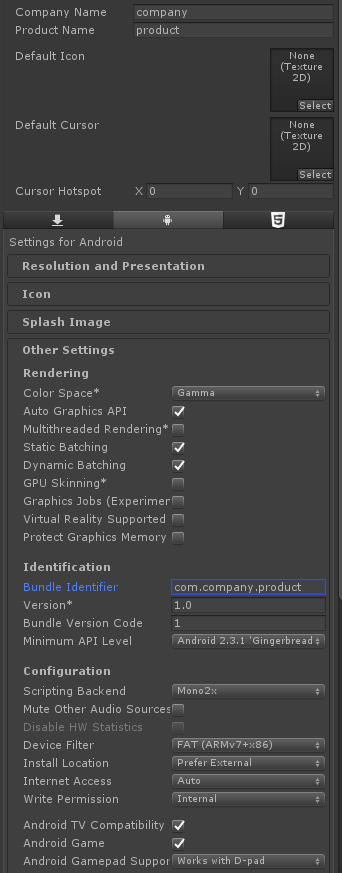 Company Name company
Product Name product
Default Icon
None
(Texture
2D)
Select
Default Cursor
None
(Texture
2D)
Select
Cursor Hotspot X 0 Y 0
Settings for Android
Resolution and Presentation
Icon
Splash Image
Other Settings
Rendering
Color Space* Gamma
Auto Graphics API
Multithreaded Rendering*
Static Batching
Dynamic Batching
GPU Skinning*
Graphics Jobs (Experimen
Virtual Reality Supported
Protect Graphics Memory
Identification
Bundle Identifier com.company.product
Version* 1.0
Bundle Version Code 1
Minimum API Level Android 2.3.1 'Gingerbread
Configuration
Scripting Backend Mono2x
Mute Other Audio Sources
Disable HW Statistics
Device Filter FAT (ARMv7+x86)
Install Location Prefer External
Internet Access Auto
Write Permission Internal
Android TV Compatibility
Android Game
Android Gamepad Suppor Works with D-pad